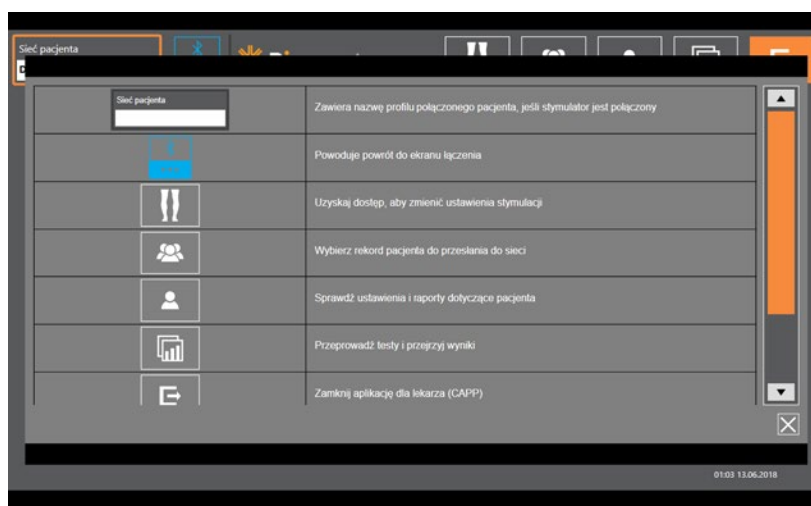 Sieć pacjenta
Sieć pacjenta
Zawiera nazwę profilu połączonego pacjenta, jeśli stymulator jest połączony
Powoduje powrót do ekranu łączenia
Uzyskaj dostęp, aby zmienić ustawienia stymulacji
Wybierz rekord pacjenta do przesłania do sieci
Sprawdź ustawienia i raporty dotyczące pacjenta
Przeprowadź testy i przejrzyj wyniki
Zamknij aplikację dla lekarza (CAPP)
01:03 13.06.2018